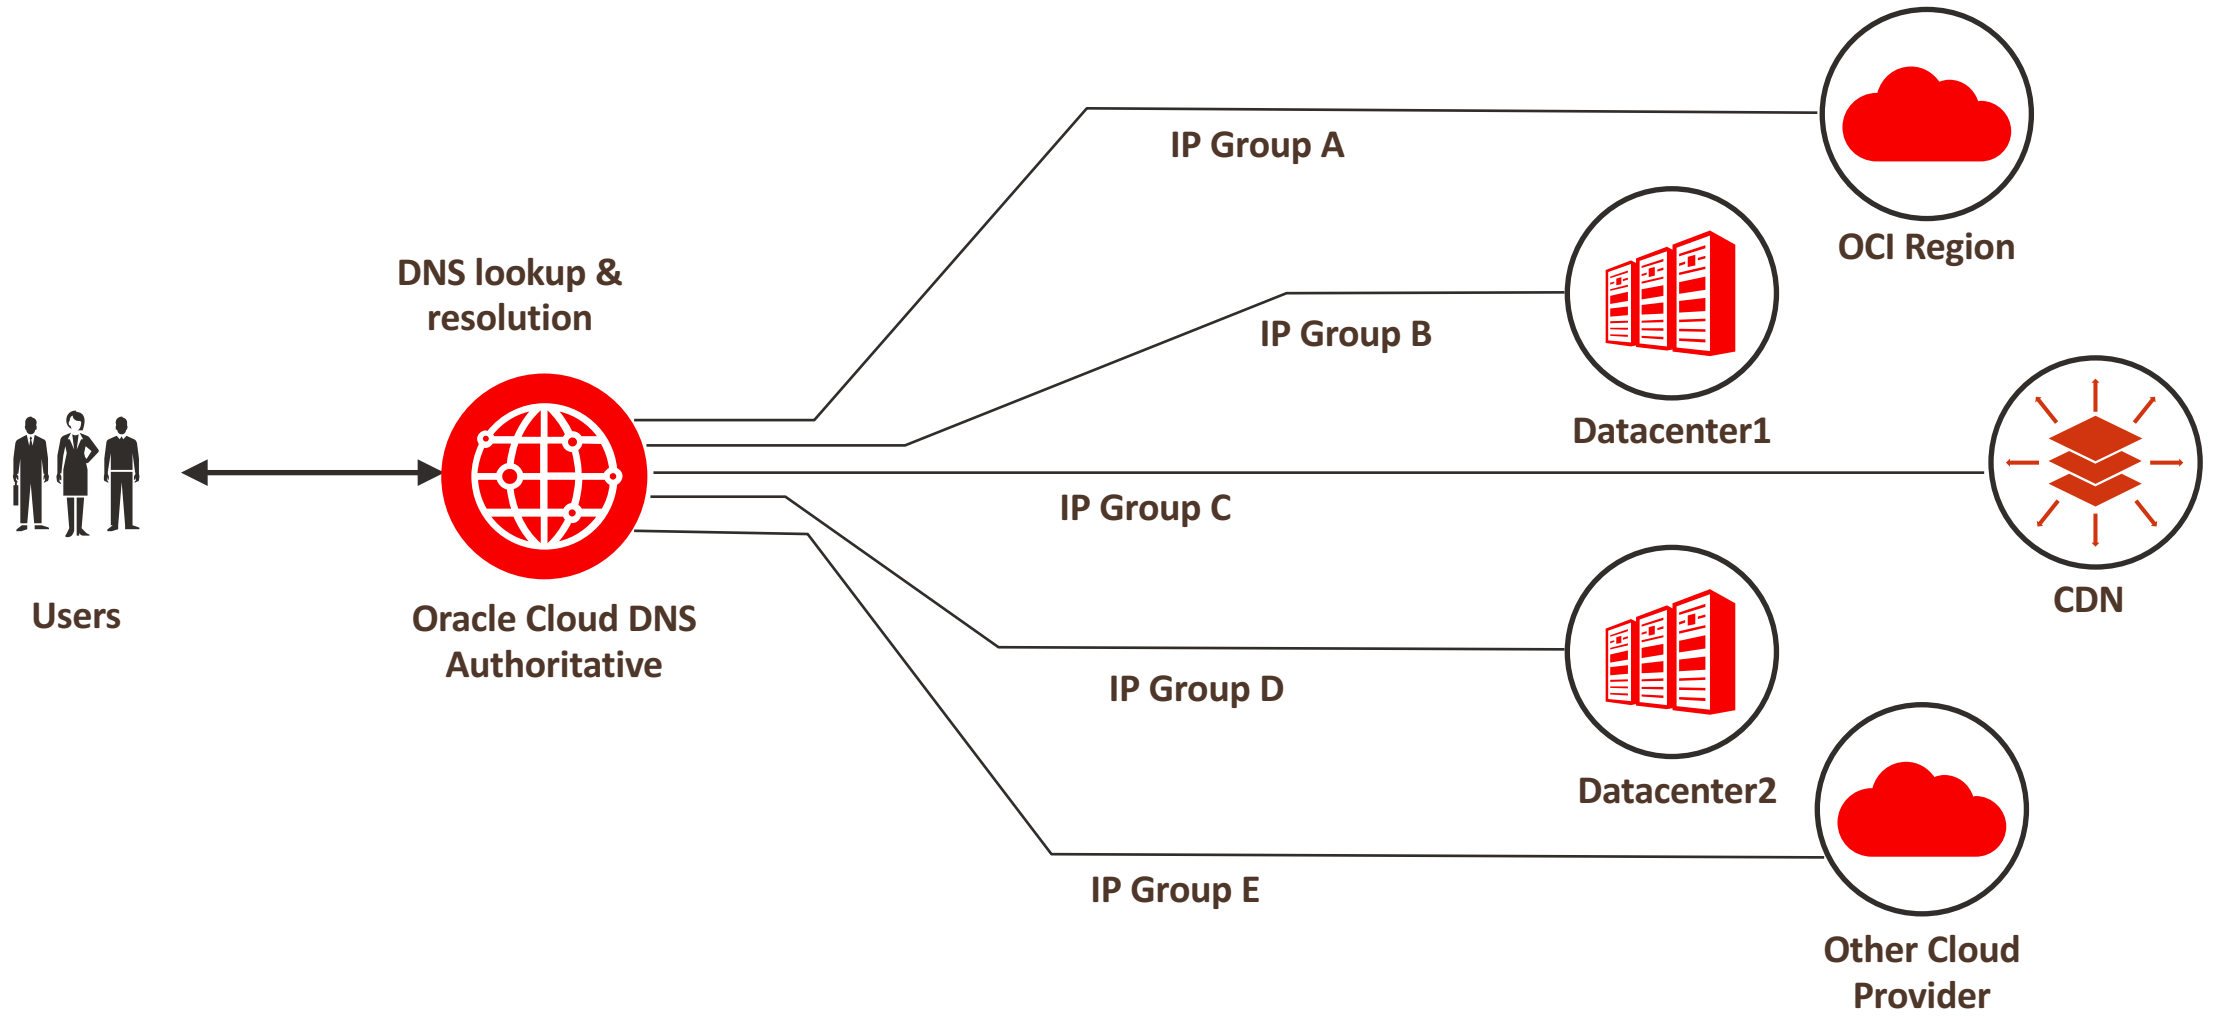 IP Group A
OCI Region
DNS lookup &
resolution
IP Group B
Datacenter1
IP Group C
CDN
Users
Oracle Cloud DNS
Authoritative
IP Group D
Datacenter2
IP Group E
Other Cloud
Provider